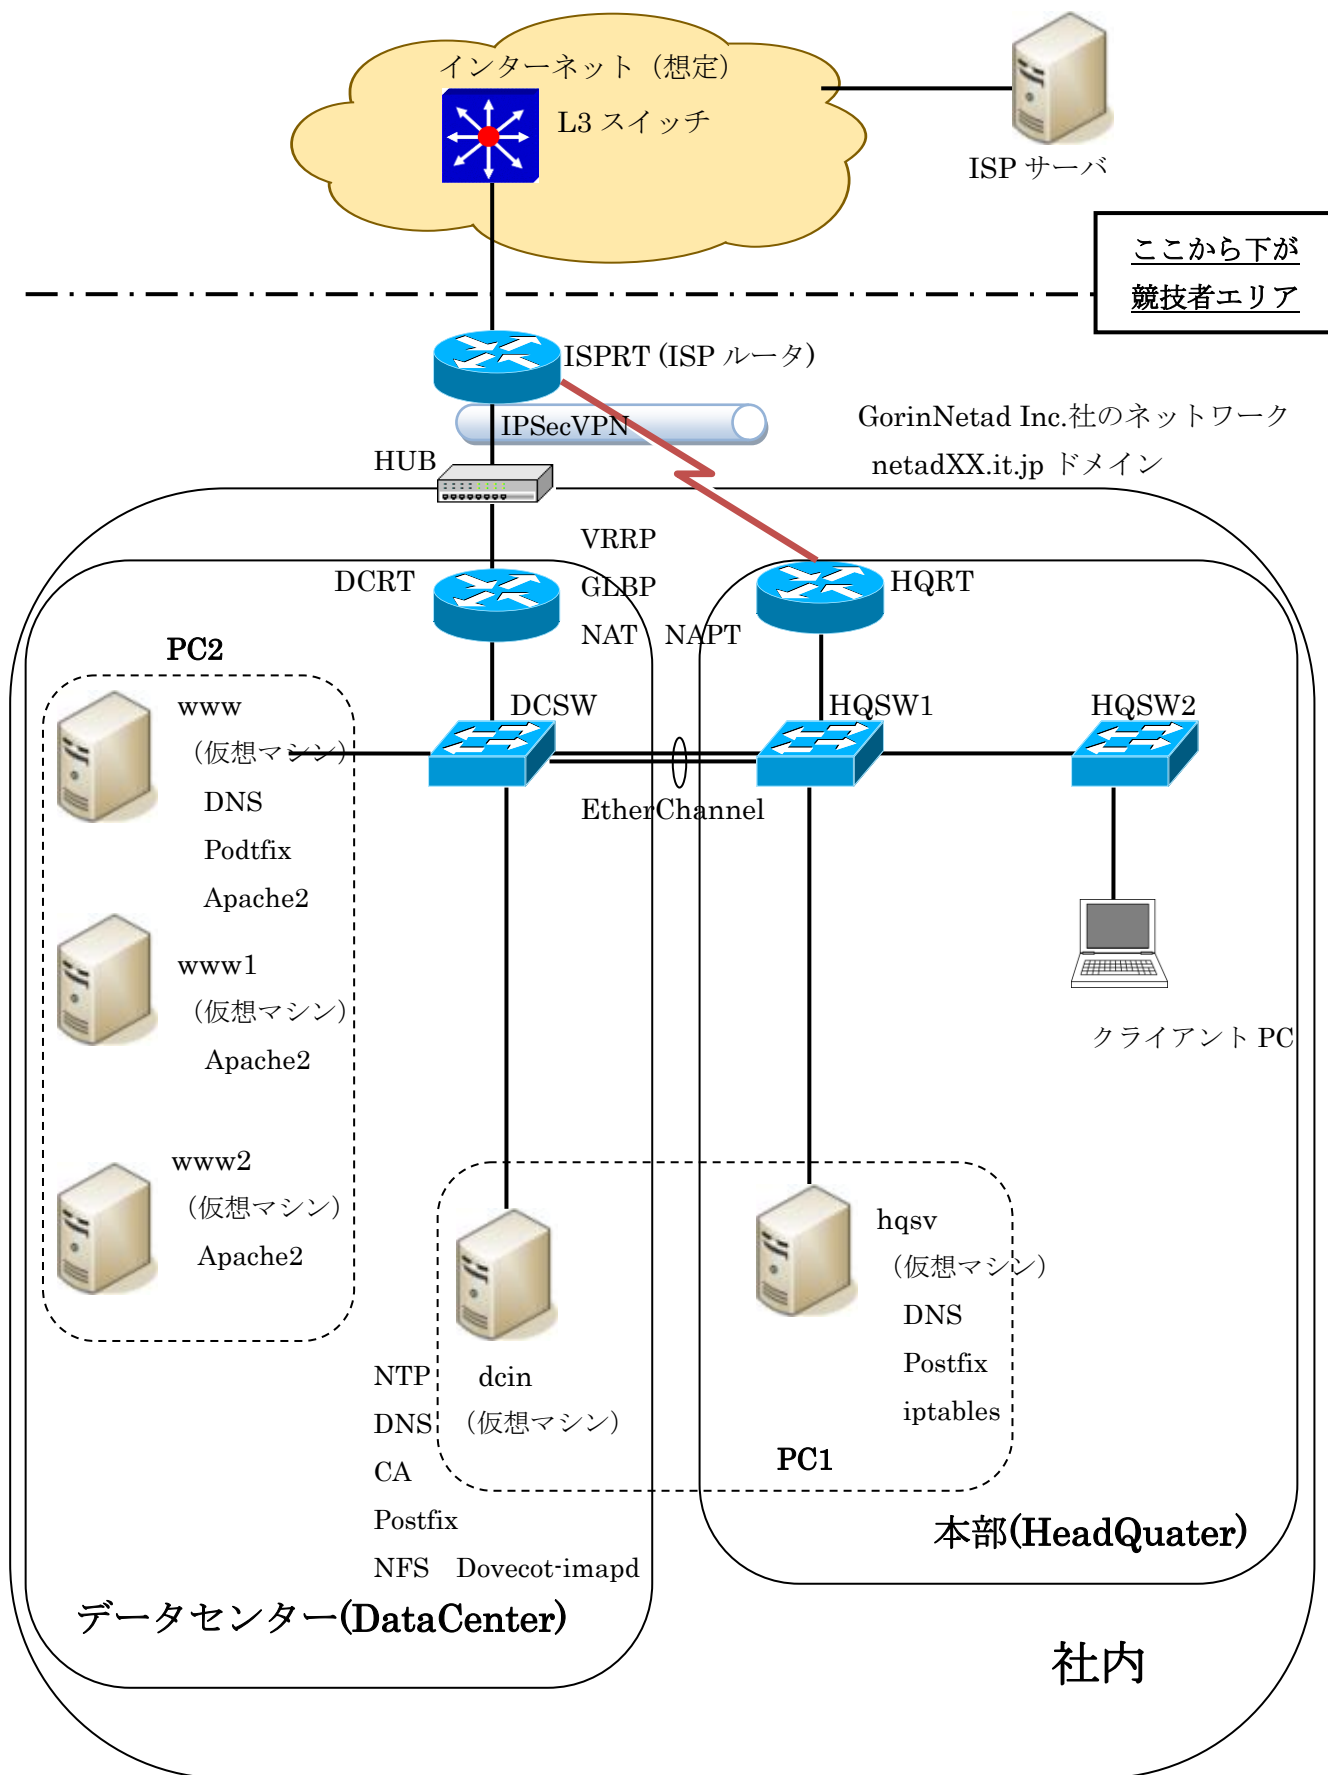 インターネット（想定）
L3 スイッチ
ISP サーバ
ここから下が
競技者エリア
ISPRT (ISP ルータ)
IPSecVPN
GorinNetad Inc.社のネットワーク
netadXX.it.jp ドメイン
HUB
VRRP
GLBP
NAT NAPT
DCRT
HQRT
PC2
www
（仮想マシン）
DNS
Podtfix
Apache2
DCSW
HQSW1
HQSW2
EtherChannel
www1
（仮想マシン）
Apache2
クライアント PC
www2
（仮想マシン）
Apache2
hqsv
（仮想マシン）
DNS
Postfix
iptables
NTP dcin
DNS （仮想マシン）
CA
Postfix
NFS Dovecot-imapd
PC1
本部(HeadQuater)
データセンター(DataCenter)
社内